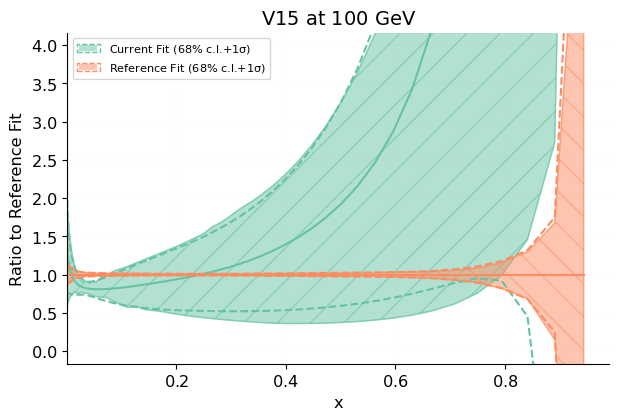 V15 at 100 GeV
Current Fit (68% c.l.+1σ)
Reference Fit (68% c.l.+1σ)
Ratio to Reference Fit
4.0
3.5
3.0
2.5
2.0
1.5
1.0
0.5
0.0
0.2 0.4 0.6 0.8
x